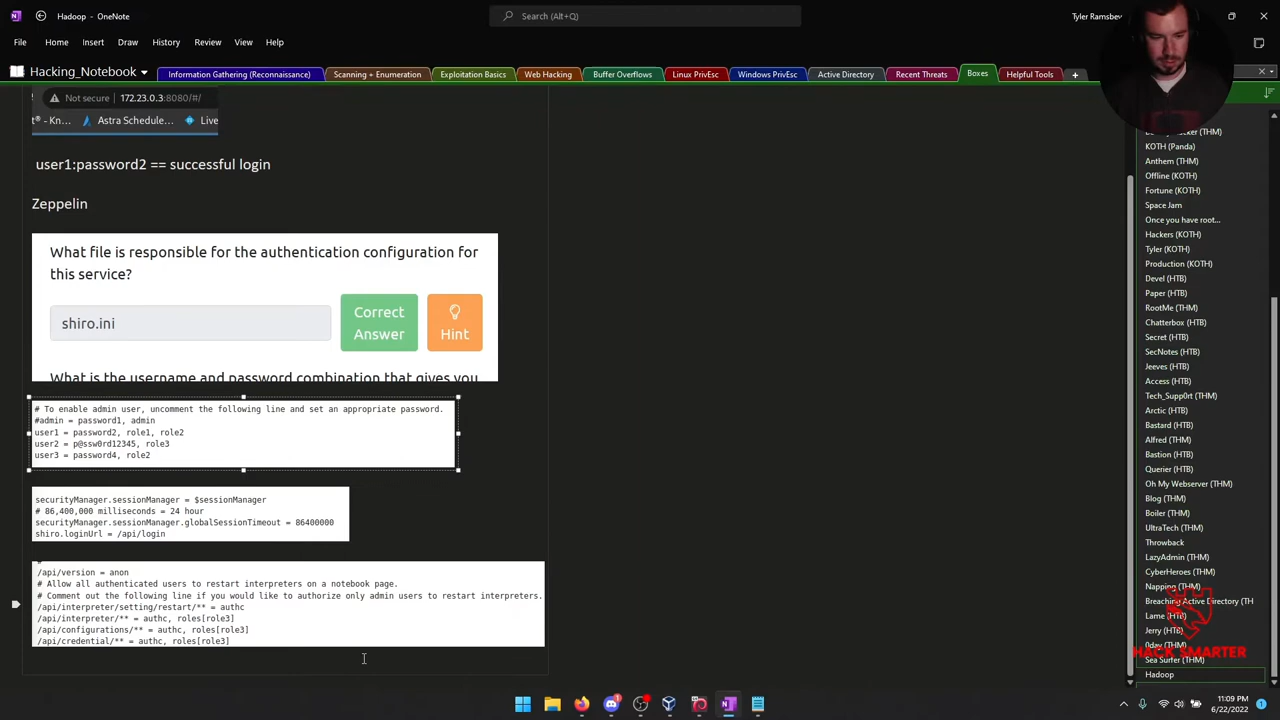 Hadoop - OneNote
Search (Alt+Q)
Tyler Ramsbey
File Home Insert Draw History Review View Help
Hacking_Notebook
Information Gathering (Reconnaissance) Scanning + Enumeration Exploitation Basics Web Hacking Buffer Overflows Linux PrivEsc Windows PrivEsc Active Directory Recent Threats Boxes Helpful Tools +
Not secure 172.23.0.3:8080/#/
t® - Kn... Astra Schedule... Live
user1:password2 == successful login
Zeppelin
What file is responsible for the authentication configuration for
this service?
shiro.ini
Correct
Answer
Hint
What is the username and password combination that gives you
# To enable admin user, uncomment the following line and set an appropriate password.
#admin = password1, admin
user1 = password2, role1, role2
user2 = p@ssw0rd12345, role3
user3 = password4, role2
securityManager.sessionManager = $sessionManager
# 86,400,000 milliseconds = 24 hour
securityManager.sessionManager.globalSessionTimeout = 86400000
shiro.loginUrl = /api/login
/api/version = anon
# Allow all authenticated users to restart interpreters on a notebook page.
# Comment out the following line if you would like to authorize only admin users to restart interpreters.
/api/interpreter/setting/restart/** = authc
/api/interpreter/** = authc, roles[role3]
/api/configurations/** = authc, roles[role3]
/api/credential/** = authc, roles[role3]
(THM)
KOTH (Panda)
Anthem (THM)
Offline (KOTH)
Fortune (KOTH)
Space Jam
Once you have root...
Hackers (KOTH)
Tyler (KOTH)
Production (KOTH)
Devel (HTB)
Paper (HTB)
RootMe (THM)
Chatterbox (HTB)
Secret (HTB)
SecNotes (HTB)
Jeeves (HTB)
Access (HTB)
Tech_Supp0rt (THM)
Arctic (HTB)
Bastard (HTB)
Alfred (THM)
Bastion (HTB)
Querier (HTB)
Oh My Webserver (THM)
Blog (THM)
Boiler (THM)
UltraTech (THM)
Throwback
LazyAdmin (THM)
CyberHeroes (THM)
Napping (THM)
Breaching Active Directory (TH
Lame (HTB)
Jerry (HTB)
0day (THM)
Sea Surfer (THM)
Hadoop
HACK SMARTER
1
11:09 PM
6/22/2022